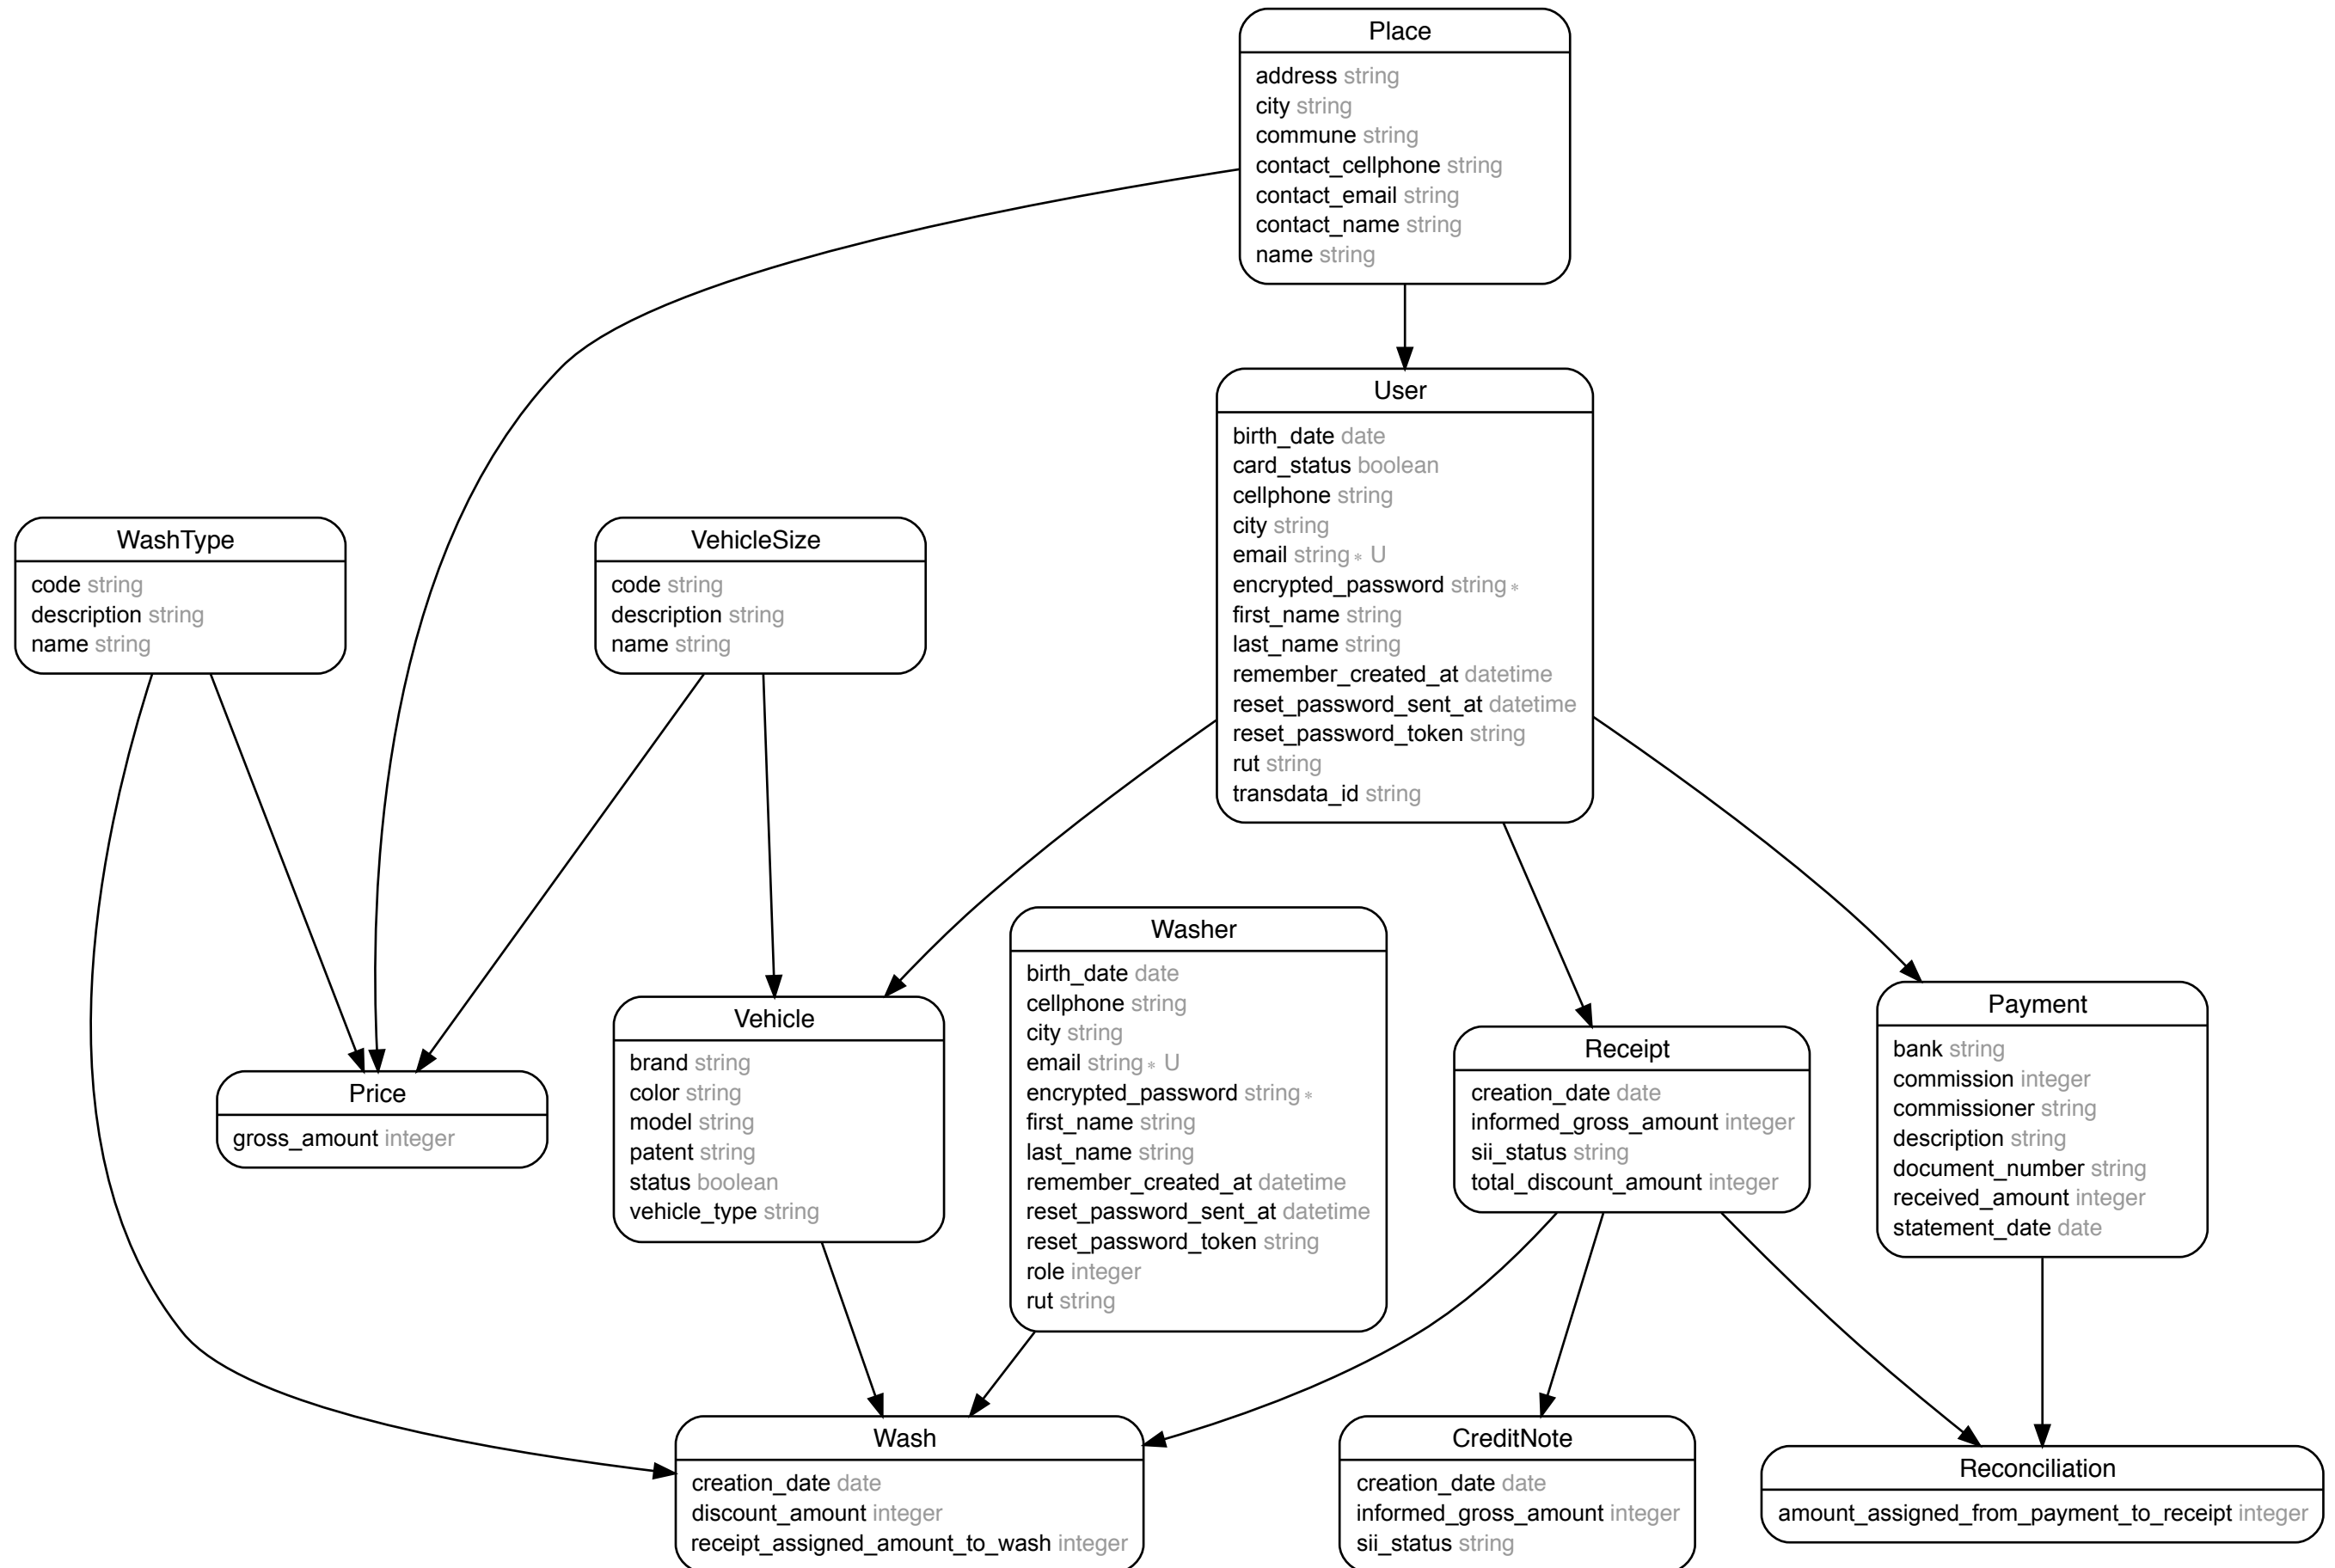 Place
address string
city string
commune string
contact_cellphone string
contact_email string
contact_name string
name string
User
birth_date date
card_status boolean
cellphone string
city string
email string* U
encrypted_password string*
first_name string
last_name string
remember_created_at datetime
reset_password_sent_at datetime
reset_password_token string
rut string
transdata_id string
WashType
code string
description string
name string
VehicleSize
code string
description string
name string
Washer
birth_date date
cellphone string
city string
email string* U
encrypted_password string*
first_name string
last_name string
remember_created_at datetime
reset_password_sent_at datetime
reset_password_token string
role integer
rut string
Vehicle
brand string
color string
model string
patent string
status boolean
vehicle_type string
Receipt
creation_date date
informed_gross_amount integer
sii_status string
total_discount_amount integer
Payment
bank string
commission integer
commissioner string
description string
document_number string
received_amount integer
statement_date date
Price
gross_amount integer
Wash
creation_date date
discount_amount integer
receipt_assigned_amount_to_wash integer
CreditNote
creation_date date
informed_gross_amount integer
sii_status string
Reconciliation
amount_assigned_from_payment_to_receipt integer